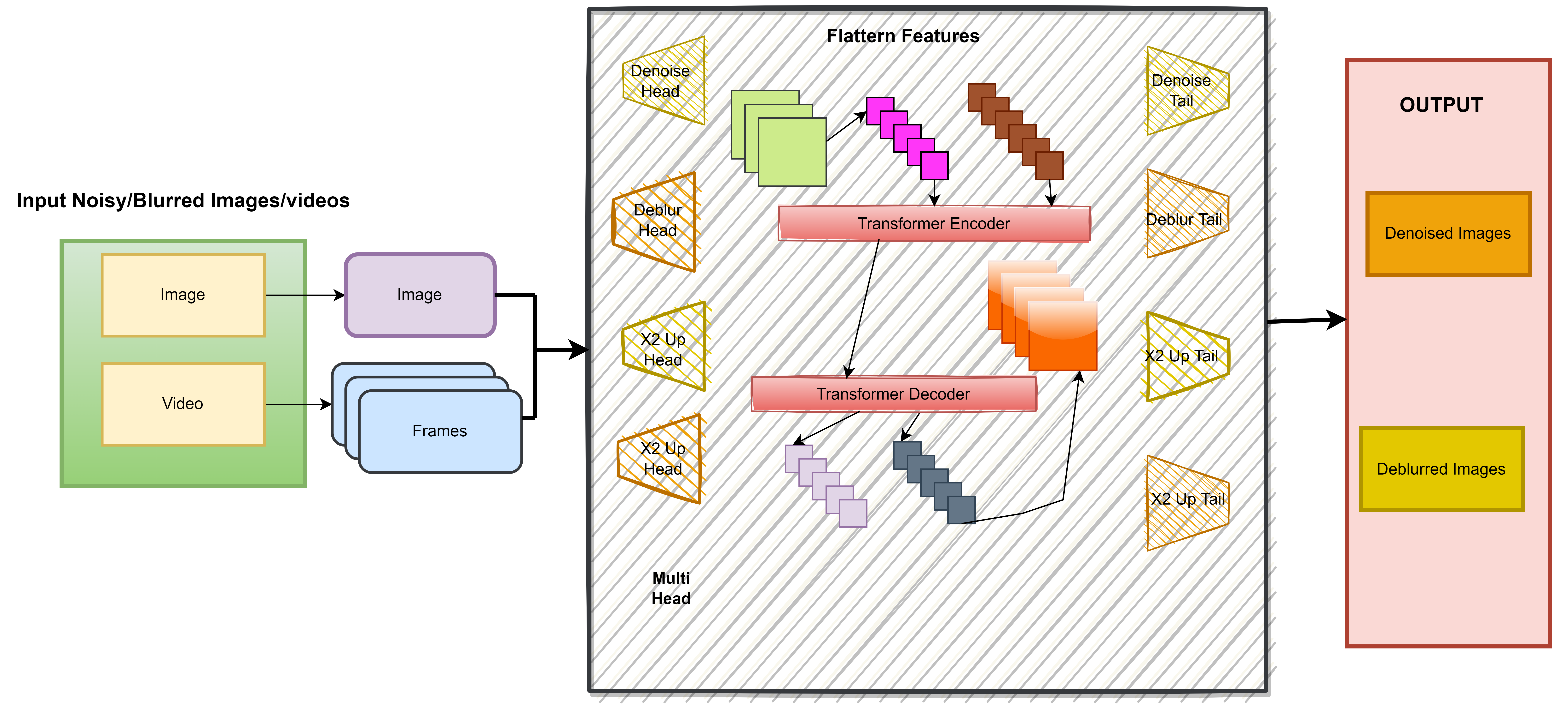 Input Noisy/Blurred Images/videos
Image
Video
Image
Frames
Flattern Features
Denoise
Head
Deblur
Head
X2 Up
Head
X2 Up
Head
Multi
Head
Transformer Encoder
Transformer Decoder
Denoise
Tail
Deblur Tail
X2 Up Tail
X2 Up Tail
OUTPUT
Denoised Images
Deblurred Images